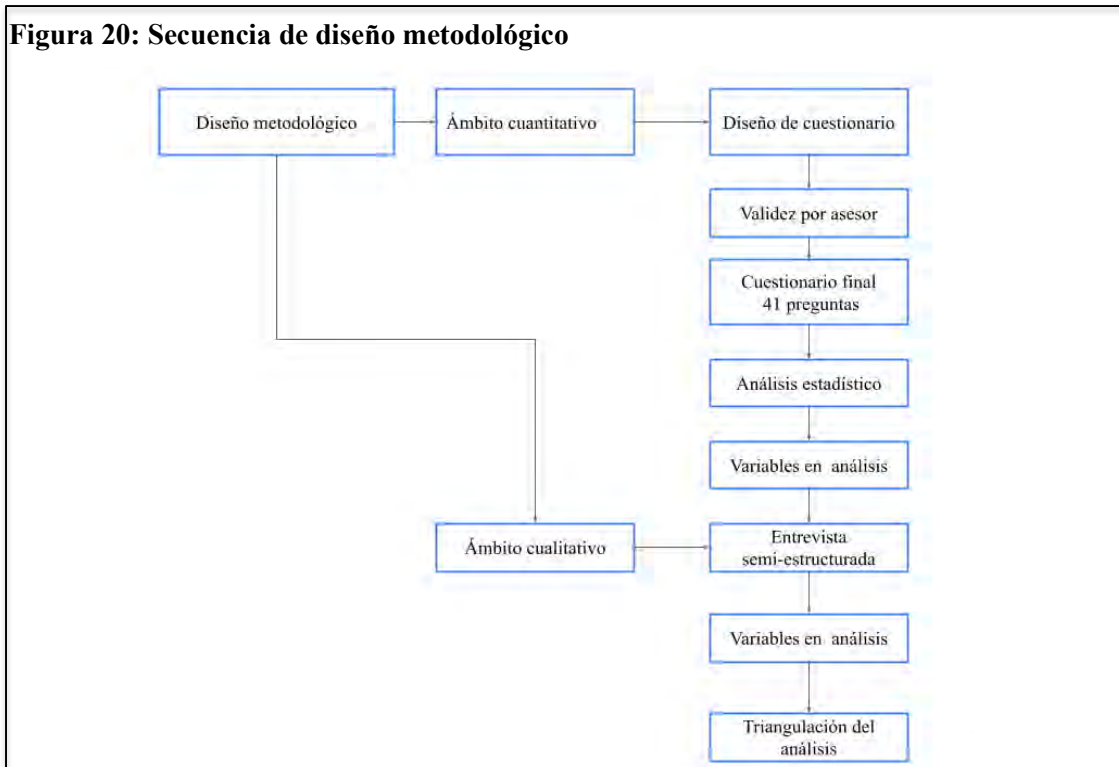 Figura 20: Secuencia de diseño metodológico
Diseño metodológico
Ámbito cuantitativo
Diseño de cuestionario
Validez por asesor
Cuestionario final
41 preguntas
Análisis estadístico
Variables en análisis
Ámbito cualitativo
Entrevista
semi-estructurada
Variables en análisis
Triangulación del
análisis